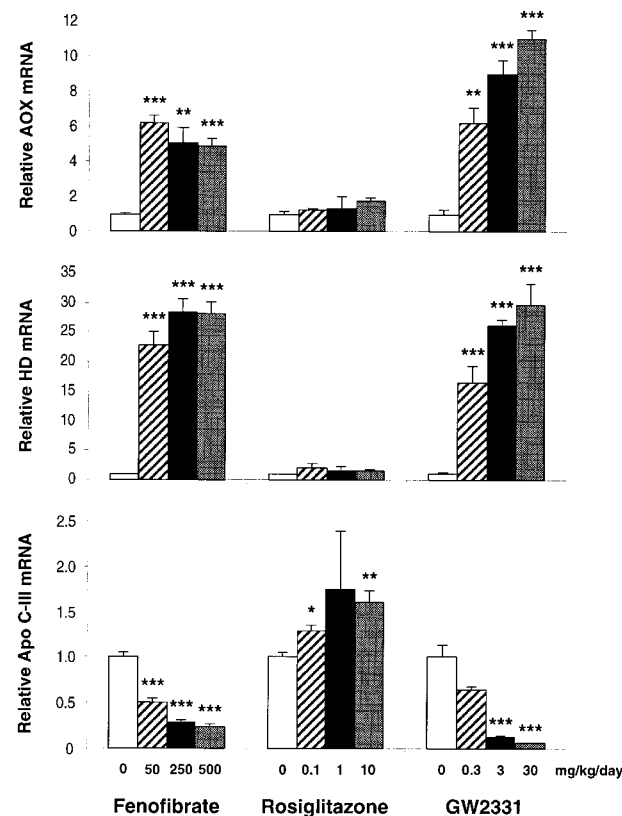 Relative AOX mRNA
12
10
8
6
4
2
0
*** ** ***
** *** ***
Relative HD mRNA
35
30
25
20
15
10
5
0
*** *** ***
*** *** ***
Relative Apo C-III mRNA
2.5
2.0
1.5
1.0
0.5
0
*** *** ***
* **
*** ***
0 50 250 500 0 0.1 1 10 0 0.3 3 30 mg/kg/day
Fenofibrate Rosiglitazone GW2331